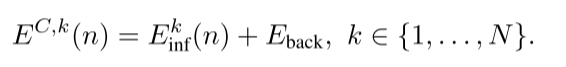 $E^{C,k}(n) = E^{k}_{\text{inf}}(n) + E_{\text{back}},\ k \in \{1, \ldots, N\}.$